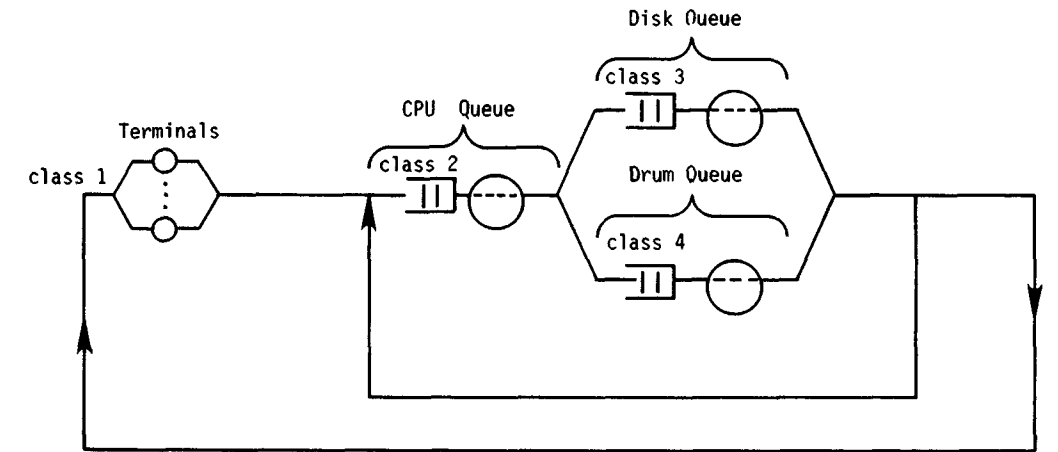 Disk Queue
class 3
CPU Queue
Terminals
class 2
class 1
Drum Queue
class 4